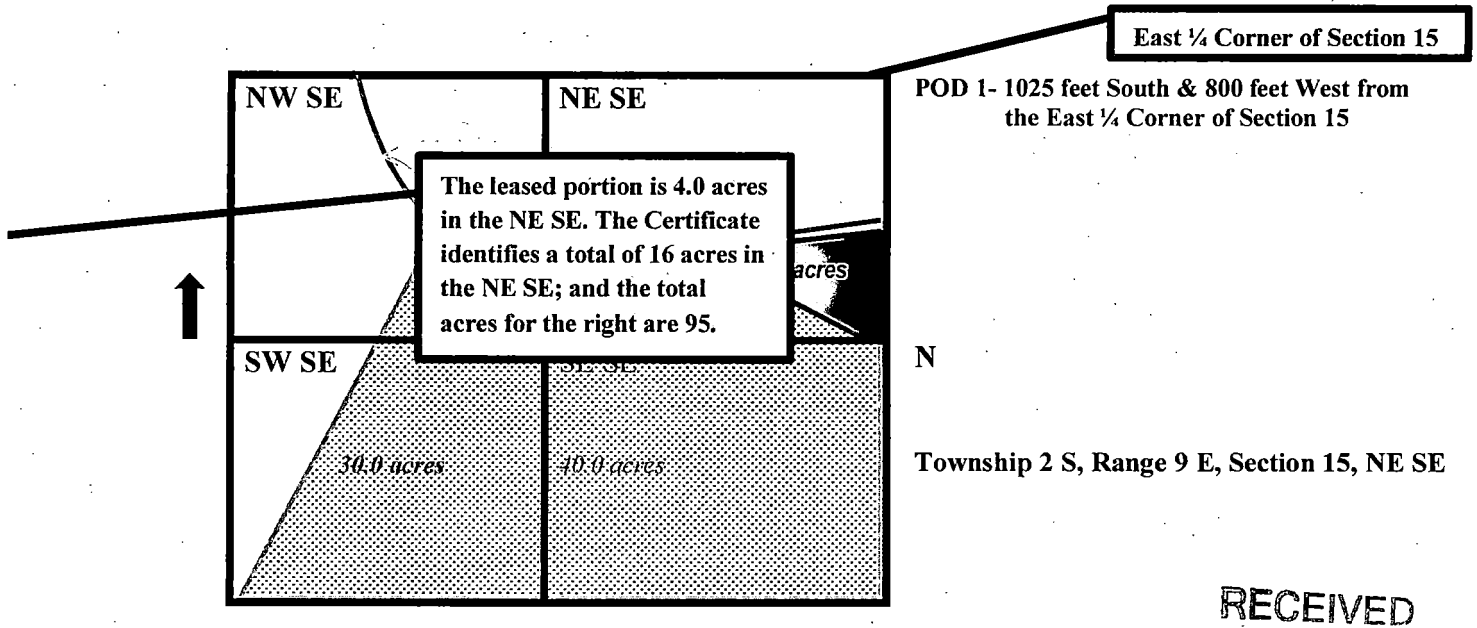 East ¼ Corner of Section 15
POD 1- 1025 feet South & 800 feet West from
the East ¼ Corner of Section 15
NW SE
NE SE
The leased portion is 4.0 acres
in the NE SE. The Certificate
identifies a total of 16 acres in
the NE SE; and the total
acres for the right are 95.
acres
SW SE
SE SE
N
30.0 acres
40.0 acres
Township 2 S, Range 9 E, Section 15, NE SE
RECEIVED